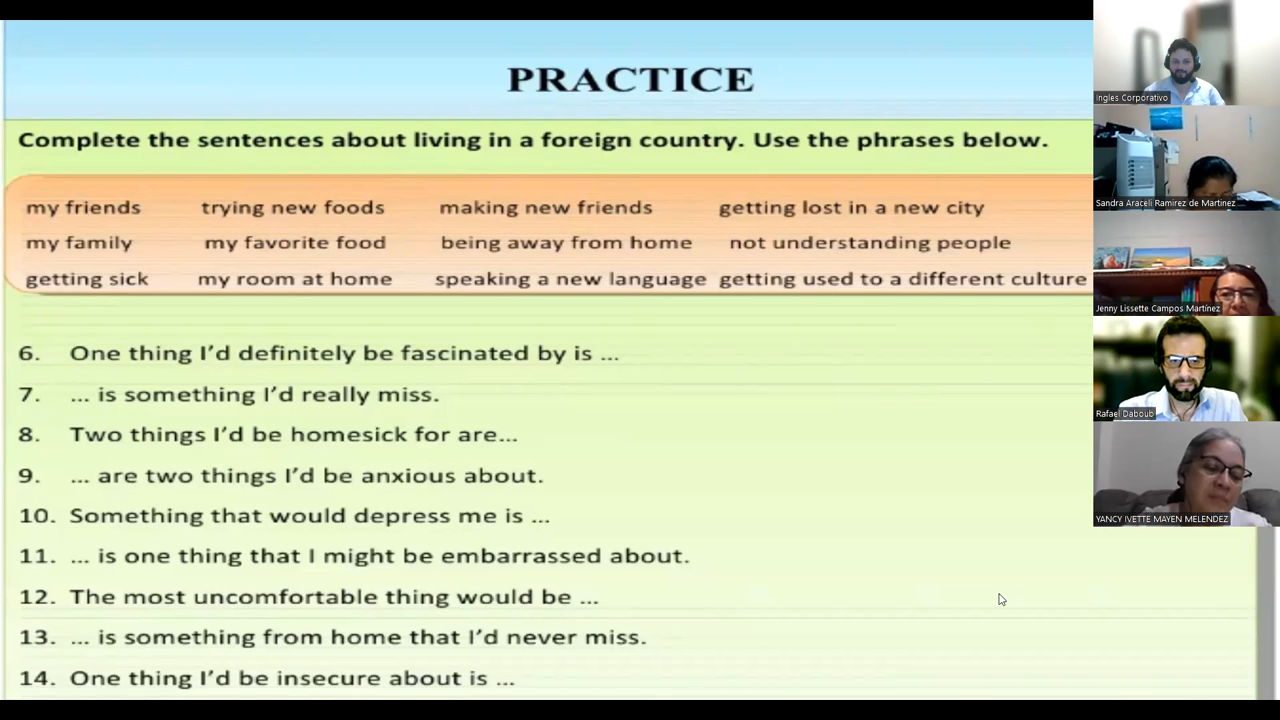 PRACTICE
Complete the sentences about living in a foreign country. Use the phrases below.
my friends trying new foods making new friends getting lost in a new city
my family my favorite food being away from home not understanding people
getting sick my room at home speaking a new language getting used to a different culture
6. One thing I'd definitely be fascinated by is ...
7. ... is something I'd really miss.
8. Two things I'd be homesick for are...
9. ... are two things I'd be anxious about.
10. Something that would depress me is ...
11. ... is one thing that I might be embarrassed about.
12. The most uncomfortable thing would be ...
13. ... is something from home that I'd never miss.
14. One thing I'd be insecure about is ...
Ingles Corporativo
Sandra Araceli Ramirez de Martinez
Jenny Lissette Campos Martínez
Rafael Daboub
YANCY IVETTE MAYEN MELENDEZ